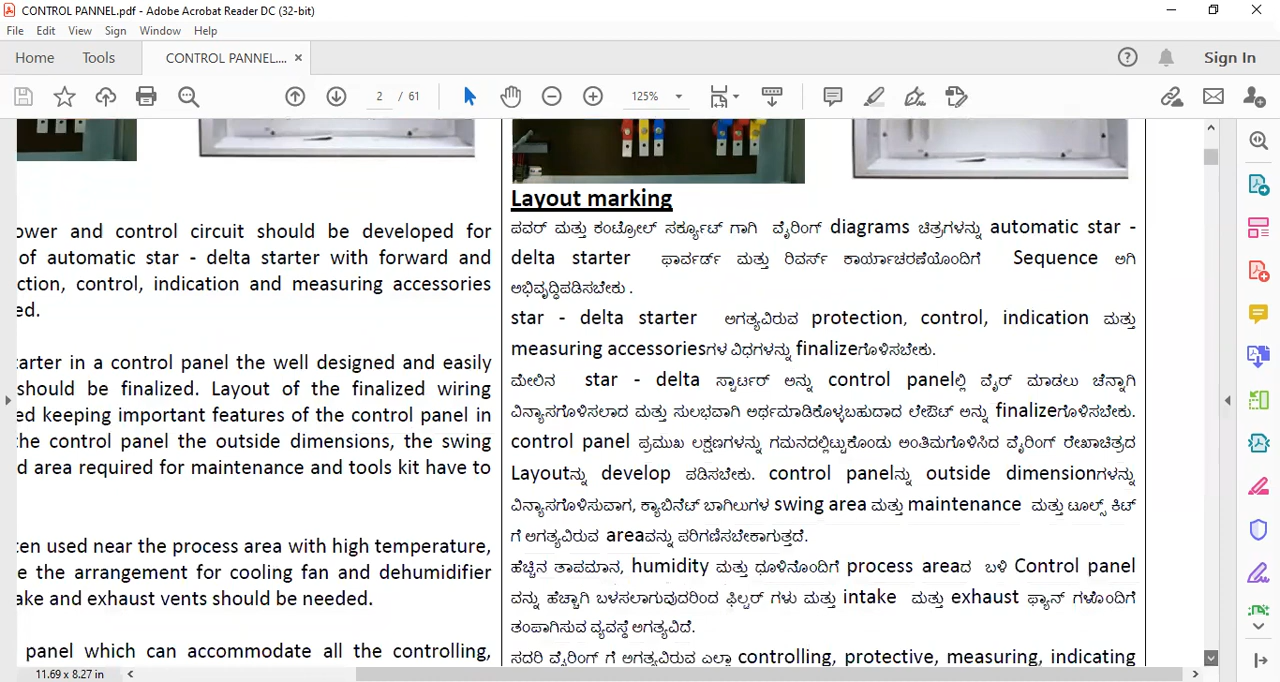 CONTROL PANNEL.pdf - Adobe Acrobat Reader DC (32-bit)
File Edit View Sign Window Help
Home Tools CONTROL PANNEL.... × Sign In
2 / 61 125%
ower and control circuit should be developed for
of automatic star - delta starter with forward and
ction, control, indication and measuring accessories
ed.
tarter in a control panel the well designed and easily
should be finalized. Layout of the finalized wiring
ed keeping important features of the control panel in
he control panel the outside dimensions, the swing
d area required for maintenance and tools kit have to
ten used near the process area with high temperature,
e the arrangement for cooling fan and dehumidifier
ake and exhaust vents should be needed.
panel which can accommodate all the controlling,
Layout marking
ಪವರ್ ಮತ್ತು ಕಂಟ್ರೋಲ್ ಸರ್ಕ್ಯೂಟ್ ಗಾಗಿ ವೈರಿಂಗ್ diagrams ಚಿತ್ರಗಳನ್ನು automatic star -
delta starter ಫಾರ್ವರ್ಡ್ ಮತ್ತು ರಿವರ್ಸ್ ಕಾರ್ಯಾಚರಣೆಯೊಂದಿಗೆ Sequence ಆಗಿ
ಅಭಿವೃದ್ಧಿಪಡಿಸಬೇಕು .
star - delta starter ಅಗತ್ಯವಿರುವ protection, control, indication ಮತ್ತು
measuring accessoriesಗಳ ವಿಧಗಳನ್ನು finalizeಗೊಳಿಸಬೇಕು.
ಮೇಲಿನ star - delta ಸ್ಟಾರ್ಟರ್ ಅನ್ನು control panelಲ್ಲಿ ವೈರ್ ಮಾಡಲು ಚೆನ್ನಾಗಿ
ವಿನ್ಯಾಸಗೊಳಿಸಲಾದ ಮತ್ತು ಸುಲಭವಾಗಿ ಅರ್ಥಮಾಡಿಕೊಳ್ಳಬಹುದಾದ ಲೇಔಟ್ ಅನ್ನು finalizeಗೊಳಿಸಬೇಕು.
control panel ಪ್ರಮುಖ ಲಕ್ಷಣಗಳನ್ನು ಗಮನದಲ್ಲಿಟ್ಟುಕೊಂಡು ಅಂತಿಮಗೊಳಿಸಿದ ವೈರಿಂಗ್ ರೇಖಾಚಿತ್ರದ
Layoutನ್ನು develop ಪಡಿಸಬೇಕು. control panelನ್ನು outside dimensionಗಳನ್ನು
ವಿನ್ಯಾಸಗೊಳಿಸುವಾಗ, ಕ್ಯಾಬಿನೆಟ್ ಬಾಗಿಲುಗಳ swing area ಮತ್ತು maintenance ಮತ್ತು ಟೂಲ್ಸ್ ಕಿಟ್
ಗೆ ಅಗತ್ಯವಿರುವ areaವನ್ನು ಪರಿಗಣಿಸಬೇಕಾಗುತ್ತದೆ.
ಹೆಚ್ಚಿನ ತಾಪಮಾನ, humidity ಮತ್ತು ಧೂಳಿನೊಂದಿಗೆ process areaದ ಬಳಿ Control panel
ವನ್ನು ಹೆಚ್ಚಾಗಿ ಬಳಸಲಾಗುವುದರಿಂದ ಫಿಲ್ಟರ್ ಗಳು ಮತ್ತು intake ಮತ್ತು exhaust ಫ್ಯಾನ್ ಗಳೊಂದಿಗೆ
ತಂಪಾಗಿಸುವ ವ್ಯವಸ್ಥೆ ಅಗತ್ಯವಿದೆ.
ಸದರಿ ವೈರಿಂಗ್ ಗೆ ಅಗತ್ಯವಿರುವ ಎಲ್ಲಾ controlling, protective, measuring, indicating
11.69 x 8.27 in